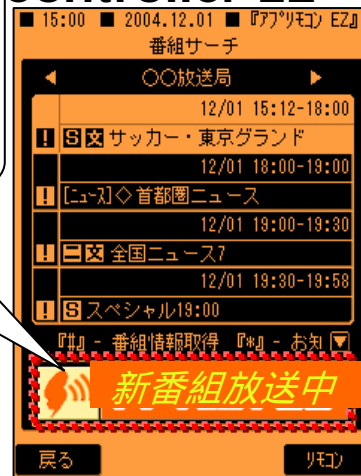 ■ 15:00 ■ 2004.12.01 ■ 『ｱﾌﾟﾘﾓｺﾝ EZ』
番組サーチ
◀ 〇〇放送局 ▶
12/01 15:12-18:00
! S 文 サッカー・東京グランド
12/01 18:00-19:00
! [ﾆｭｰｽ]◇首都圏ニュース
12/01 19:00-19:30
! 二 文 全国ニュース7
12/01 19:30-19:58
! S スペシャル19:00
『#』 - 番組情報取得 『*』 - お知 ▼
新番組放送中
戻る ﾘﾓｺﾝ